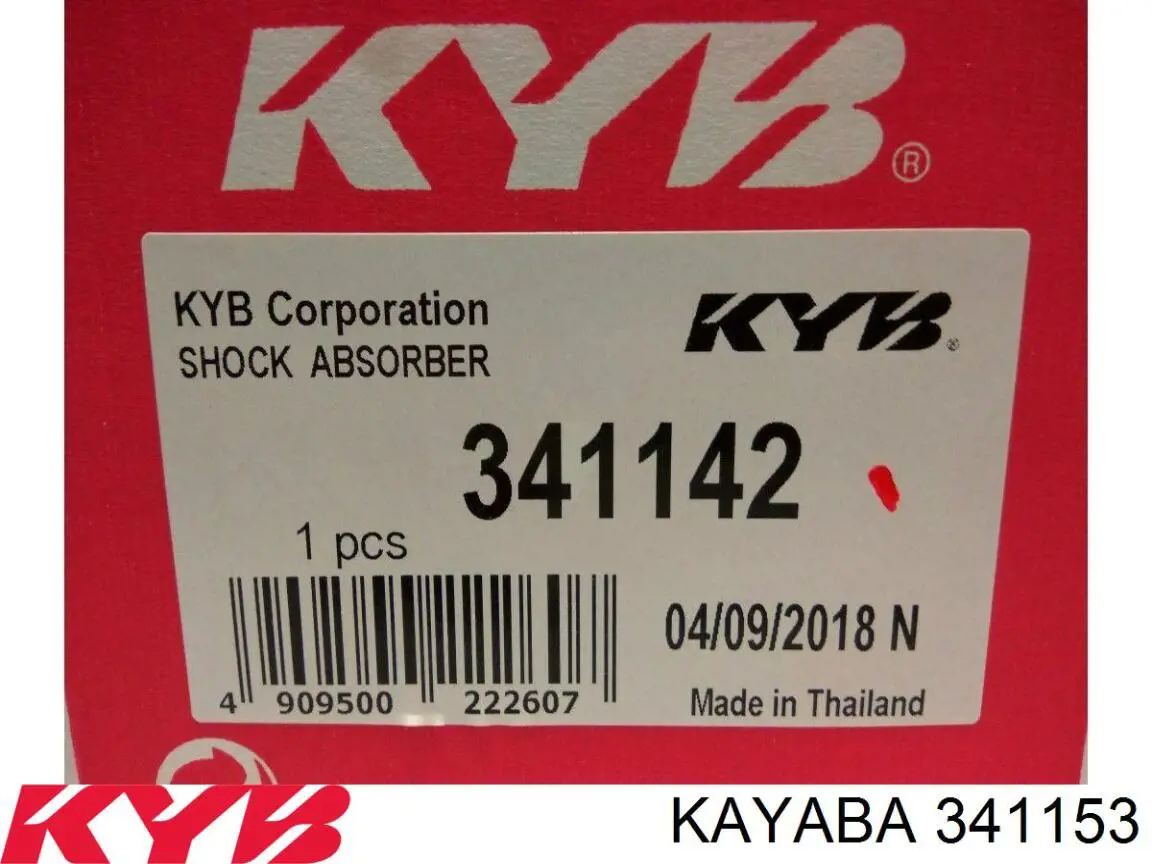 KYB®
KYB Corporation
KYB®
SHOCK ABSORBER
341142
1 pcs
04/09/2018 N
4 909500 222607
Made in Thailand
KYB
KAYABA 341153